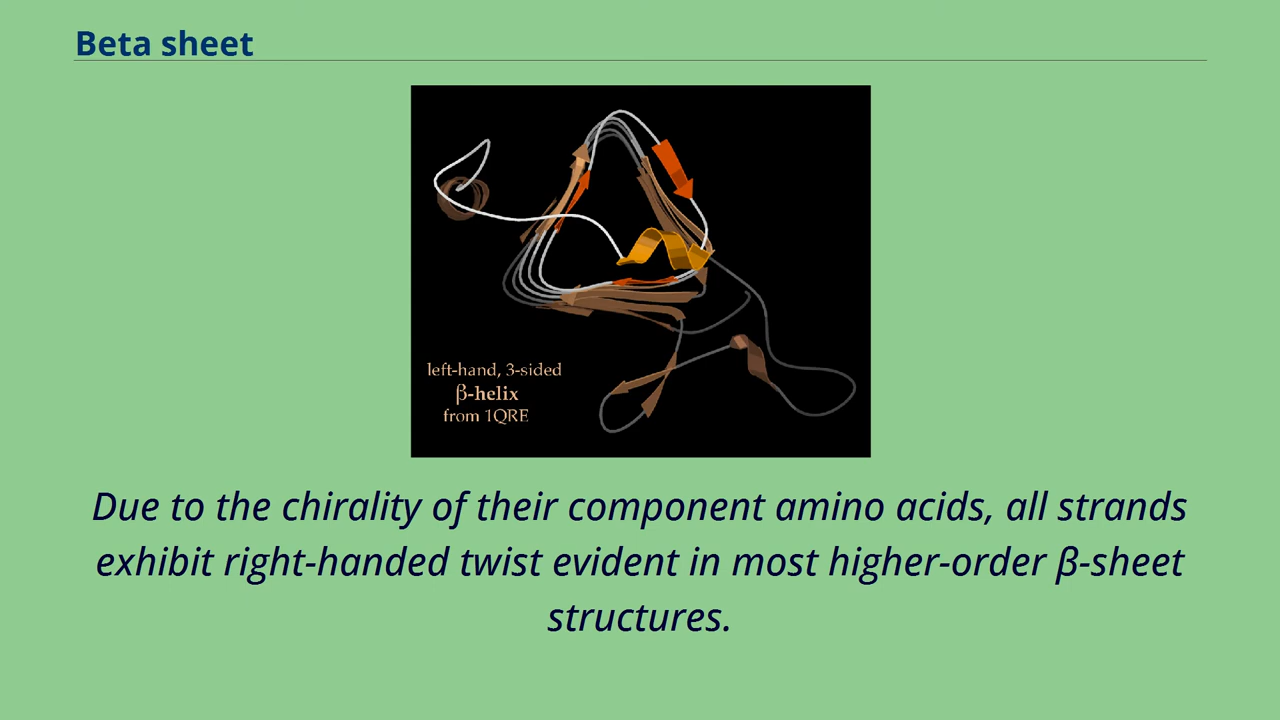 Beta sheet
left-hand, 3-sided
β-helix
from 1QRE
Due to the chirality of their component amino acids, all strands
exhibit right-handed twist evident in most higher-order β-sheet
structures.